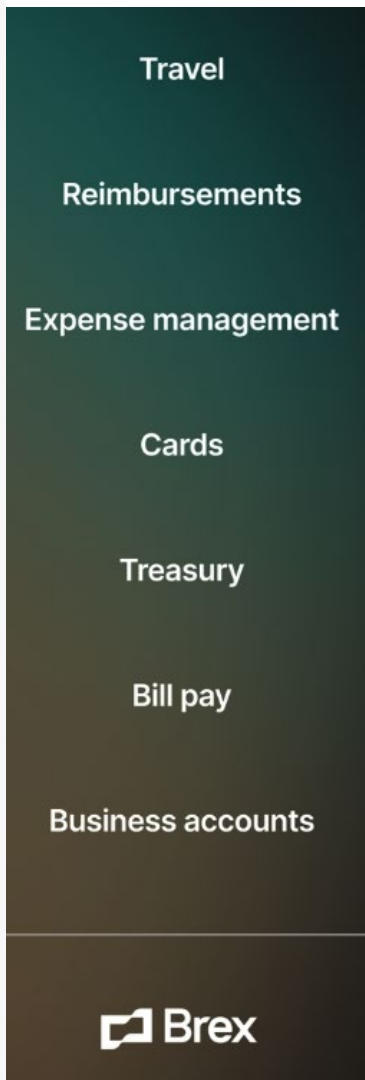 Travel
Reimbursements
Expense management
Cards
Treasury
Bill pay
Business accounts
Brex